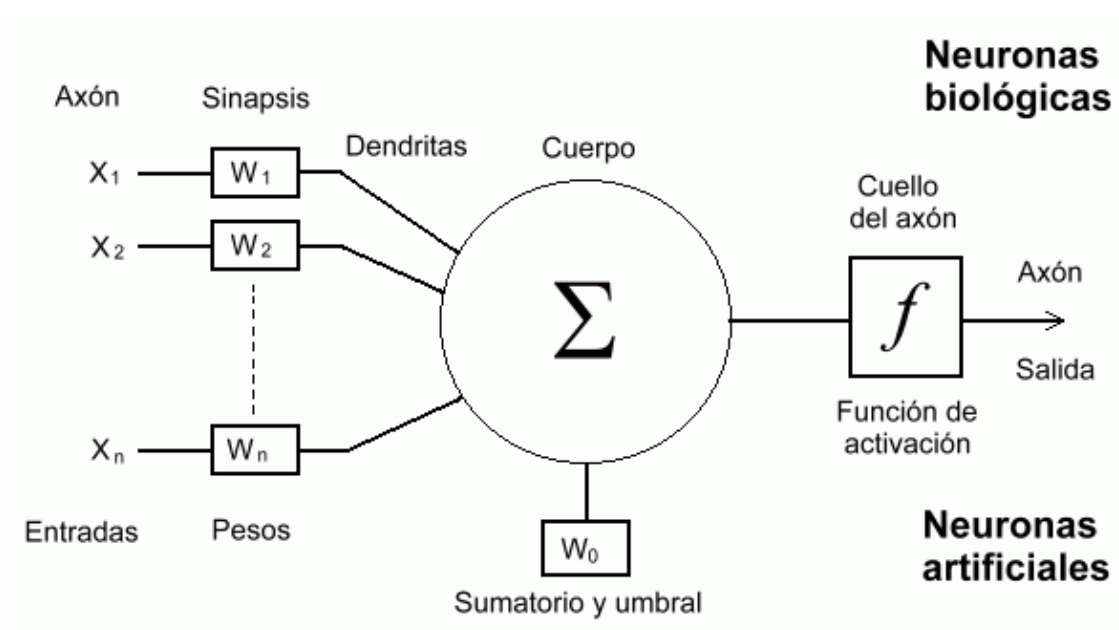 Neuronas
biológicas
Axón
Sinapsis
Dendritas
Cuerpo
Cuello
del axón
Axón
X1
W1
X2
W2
Σ
f
Salida
Xn
Wn
Función de
activación
Entradas
Pesos
W0
Sumatorio y umbral
Neuronas
artificiales